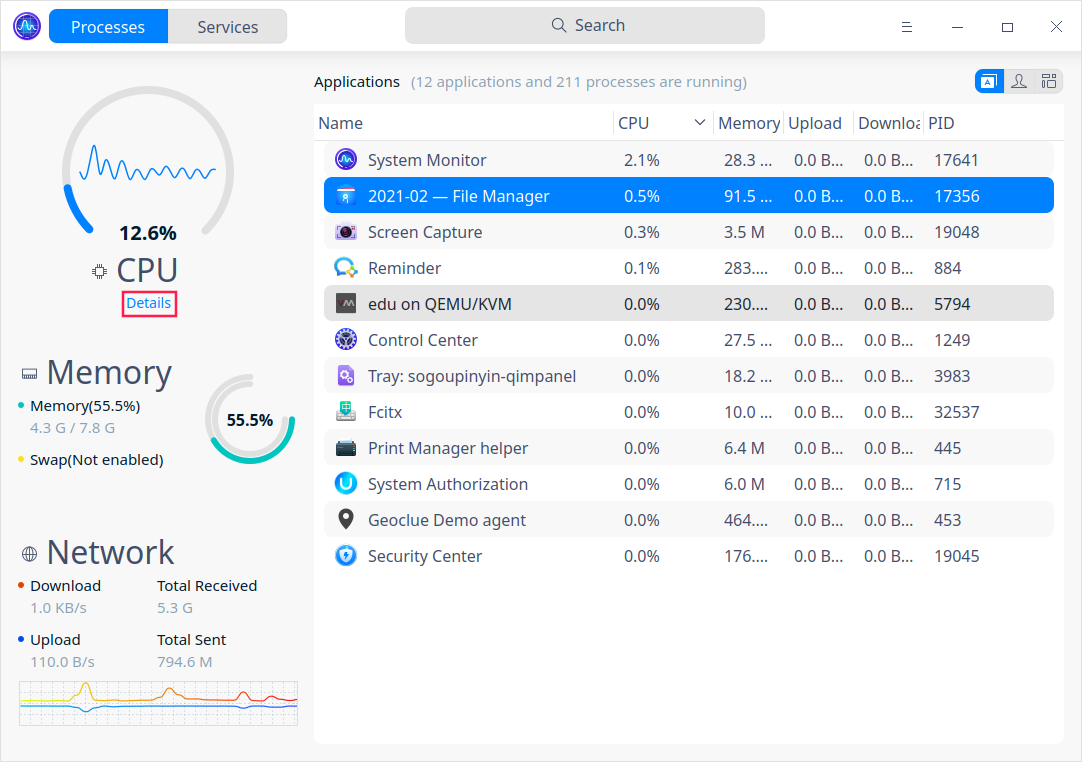 Processes Services Search
Applications (12 applications and 211 processes are running)
Name CPU Memory Upload Downloa PID
System Monitor 2.1% 28.3 ... 0.0 B... 0.0 B... 17641
2021-02 — File Manager 0.5% 91.5 ... 0.0 B... 0.0 B... 17356
Screen Capture 0.3% 3.5 M 0.0 B... 0.0 B... 19048
Reminder 0.1% 283.... 0.0 B... 0.0 B... 884
edu on QEMU/KVM 0.0% 230.... 0.0 B... 0.0 B... 5794
Control Center 0.0% 27.5 ... 0.0 B... 0.0 B... 1249
Tray: sogoupinyin-qimpanel 0.0% 18.2 ... 0.0 B... 0.0 B... 3983
Fcitx 0.0% 10.0 ... 0.0 B... 0.0 B... 32537
Print Manager helper 0.0% 6.4 M 0.0 B... 0.0 B... 445
System Authorization 0.0% 6.0 M 0.0 B... 0.0 B... 715
Geoclue Demo agent 0.0% 464.... 0.0 B... 0.0 B... 453
Security Center 0.0% 176.... 0.0 B... 0.0 B... 19045
12.6%
CPU
Details
Memory
Memory(55.5%)
4.3 G / 7.8 G
Swap(Not enabled)
55.5%
Network
Download Total Received
1.0 KB/s 5.3 G
Upload Total Sent
110.0 B/s 794.6 M